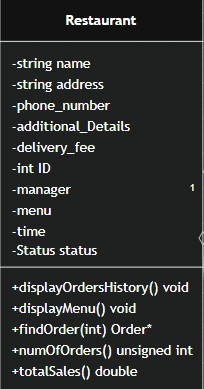 Restaurant
-string name
-string address
-phone_number
-additional_Details
-delivery_fee
-int ID
-manager
1
-menu
-time
-Status status
+displayOrdersHistory() void
+displayMenu() void
+findOrder(int) Order*
+numOfOrders() unsigned int
+totalSales() double